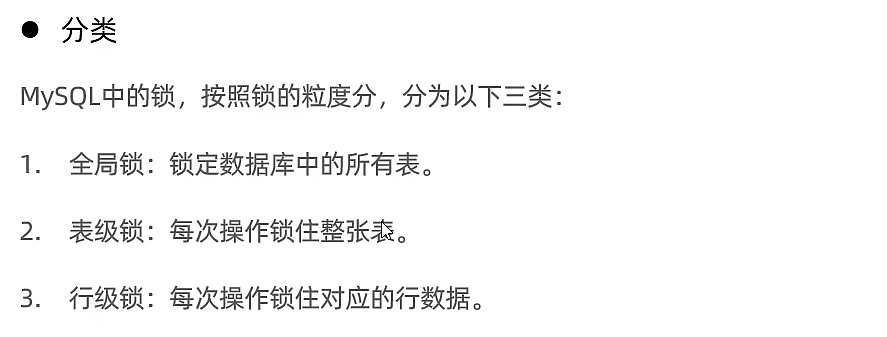 ● 分类
MySQL中的锁，按照锁的粒度分，分为以下三类：
1. 全局锁：锁定数据库中的所有表。
2. 表级锁：每次操作锁住整张表。
3. 行级锁：每次操作锁住对应的行数据。